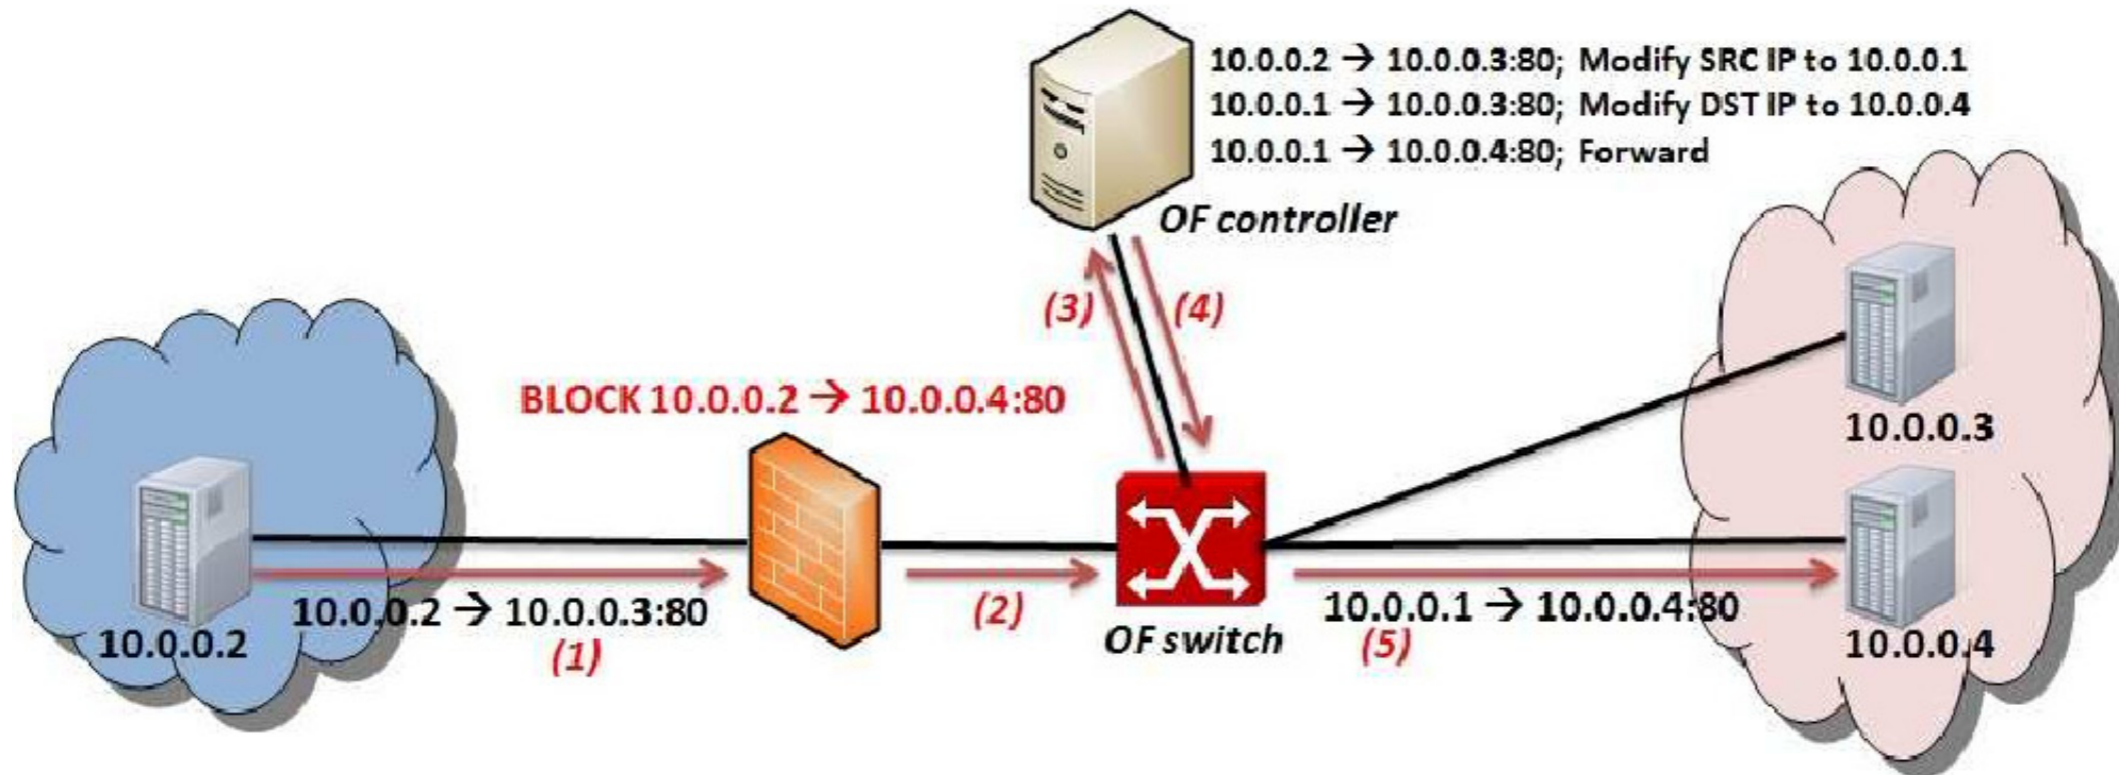 10.0.0.2 → 10.0.0.3:80; Modify SRC IP to 10.0.0.1
10.0.0.1 → 10.0.0.3:80; Modify DST IP to 10.0.0.4
10.0.0.1 → 10.0.0.4:80; Forward
OF controller
(3)
(4)
BLOCK 10.0.0.2 → 10.0.0.4:80
10.0.0.3
10.0.0.2 → 10.0.0.3:80
(1)
10.0.0.2
(2)
OF switch
10.0.0.1 → 10.0.0.4:80
(5)
10.0.0.4